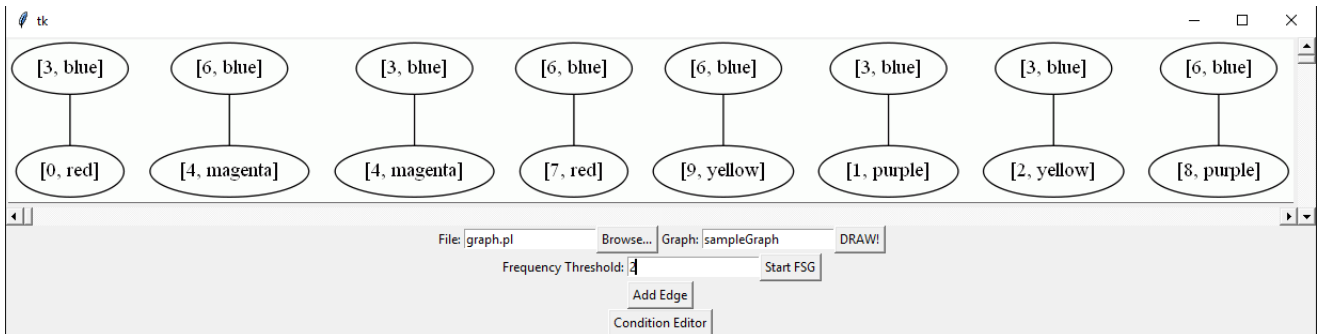 tk
[3, blue] [6, blue] [3, blue] [6, blue] [6, blue] [3, blue] [3, blue] [6, blue]
[0, red] [4, magenta] [4, magenta] [7, red] [9, yellow] [1, purple] [2, yellow] [8, purple]
File: graph.pl Browse... Graph: sampleGraph DRAW!
Frequency Threshold: 2 Start FSG
Add Edge
Condition Editor